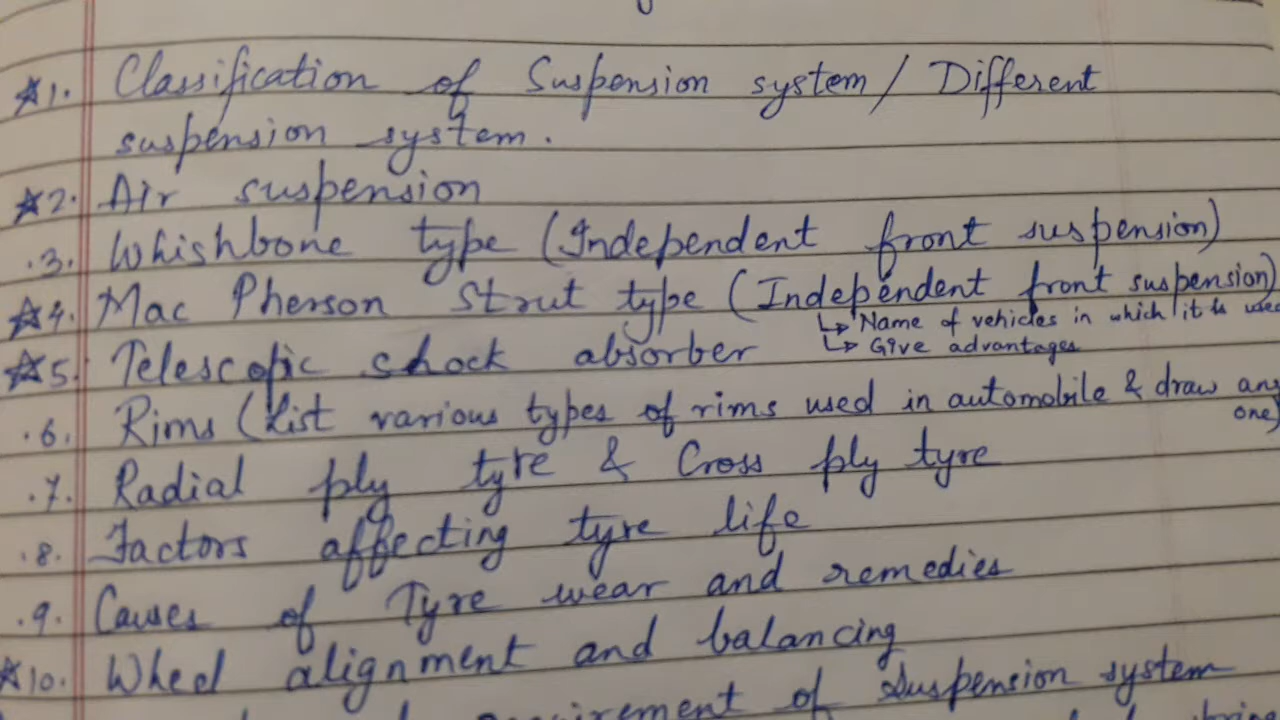 ☆1. Classification of Suspension system / Different
suspension system.
☆2. Air suspension
.3. Whishbone type (Independent front suspension)
☆4. Mac Pherson Strut type (Independent front suspension)
↳ Name of vehicles in which it is used
↳ Give advantages
☆5. Telescopic shock absorber
.6. Rims (List various types of rims used in automobile & draw any
one)
.7. Radial ply tyre & Cross ply tyre
.8. Factors affecting tyre life
.9. Causes of Tyre wear and remedies
☆10. Wheel alignment and balancing
of Suspension system